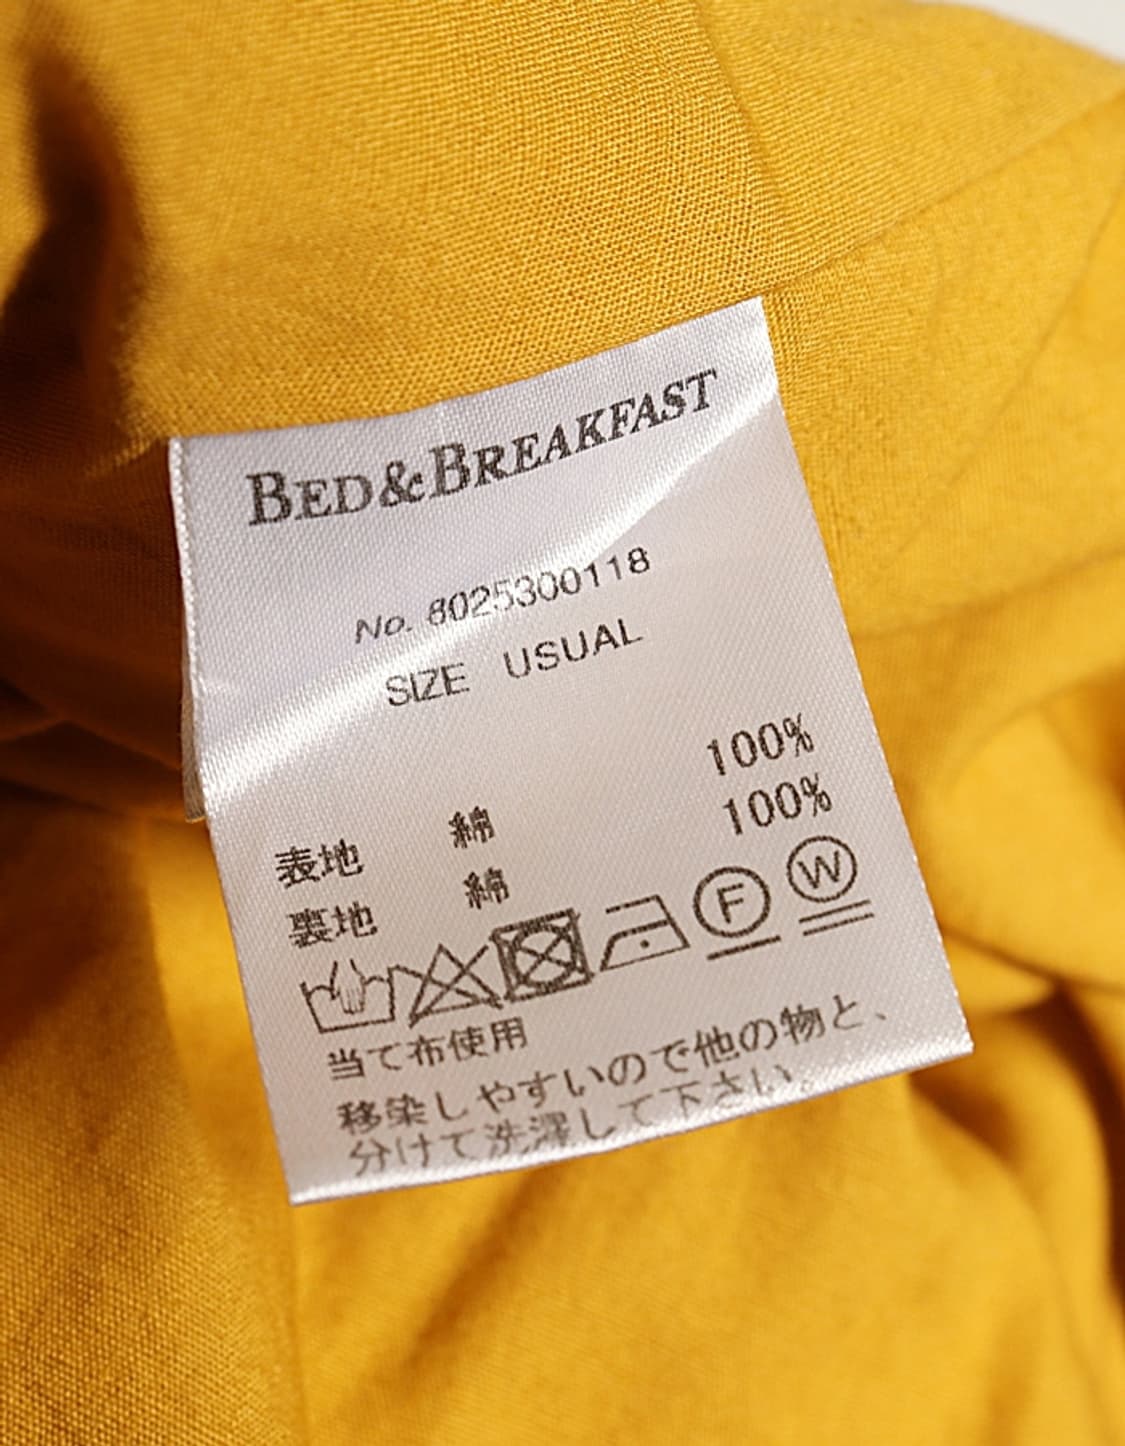 BED&BREAKFAST
No. 8025300118
SIZE USUAL
表地 綿 100%
裏地 綿 100%
F W
当て布使用
移染しやすいので他の物と、
分けて洗濯して下さい。